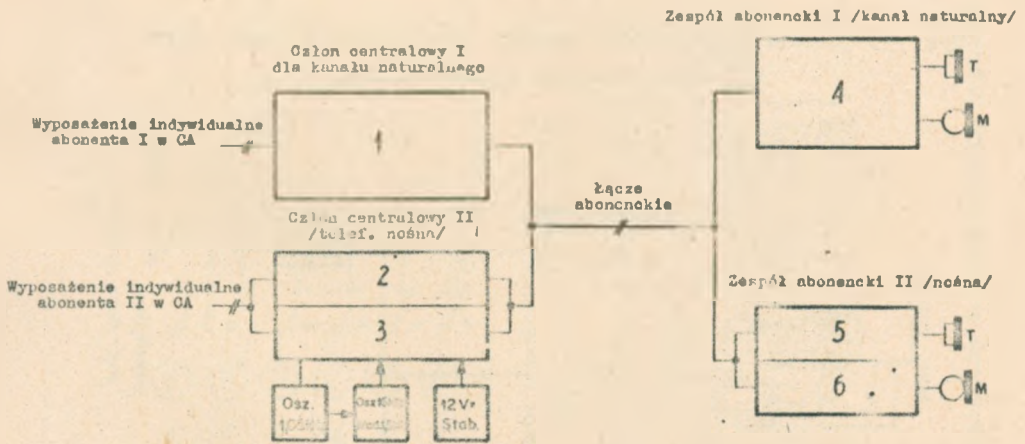 Zespół abonencki I /kanał naturalny/
Człon centralowy I
dla kanału naturalnego
4
T
M
Wyposażenie indywidualne
abonenta I w CA
1
Łącze
abonenckie
Człon centralowy II
/telef. nośna/
Zespół abonencki II /nośna/
Wyposażenie indywidualne
abonenta II w CA
2
3
5
T
6
M
Osz.
12V=
Stab.